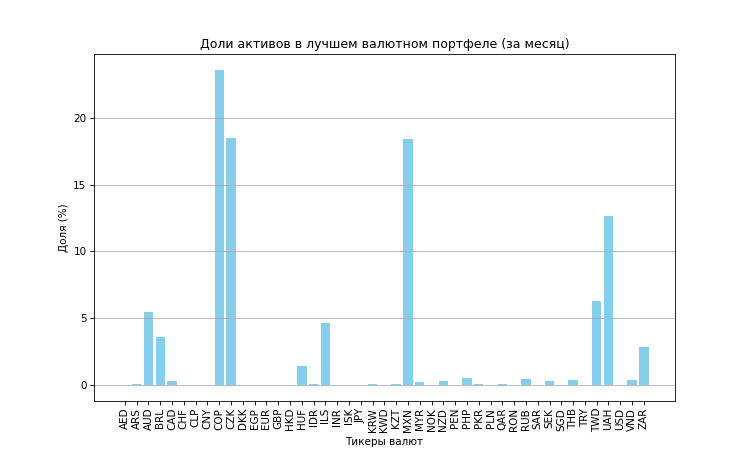 Доли активов в лучшем валютном портфеле (за месяц)
Доля (%)
20
15
10
5
0
AED ARS AUD BRL CAD CHF CLP CNY COP CZK DKK EGP EUR GBP HKD HUF IDR ILS INR ISK JPY KRW KWD KZT MXN MYR NOK NZD PEN PHP PKR PLN QAR RON RUB SAR SEK SGD THB TRY TWD UAH USD VND ZAR
Тикеры валют